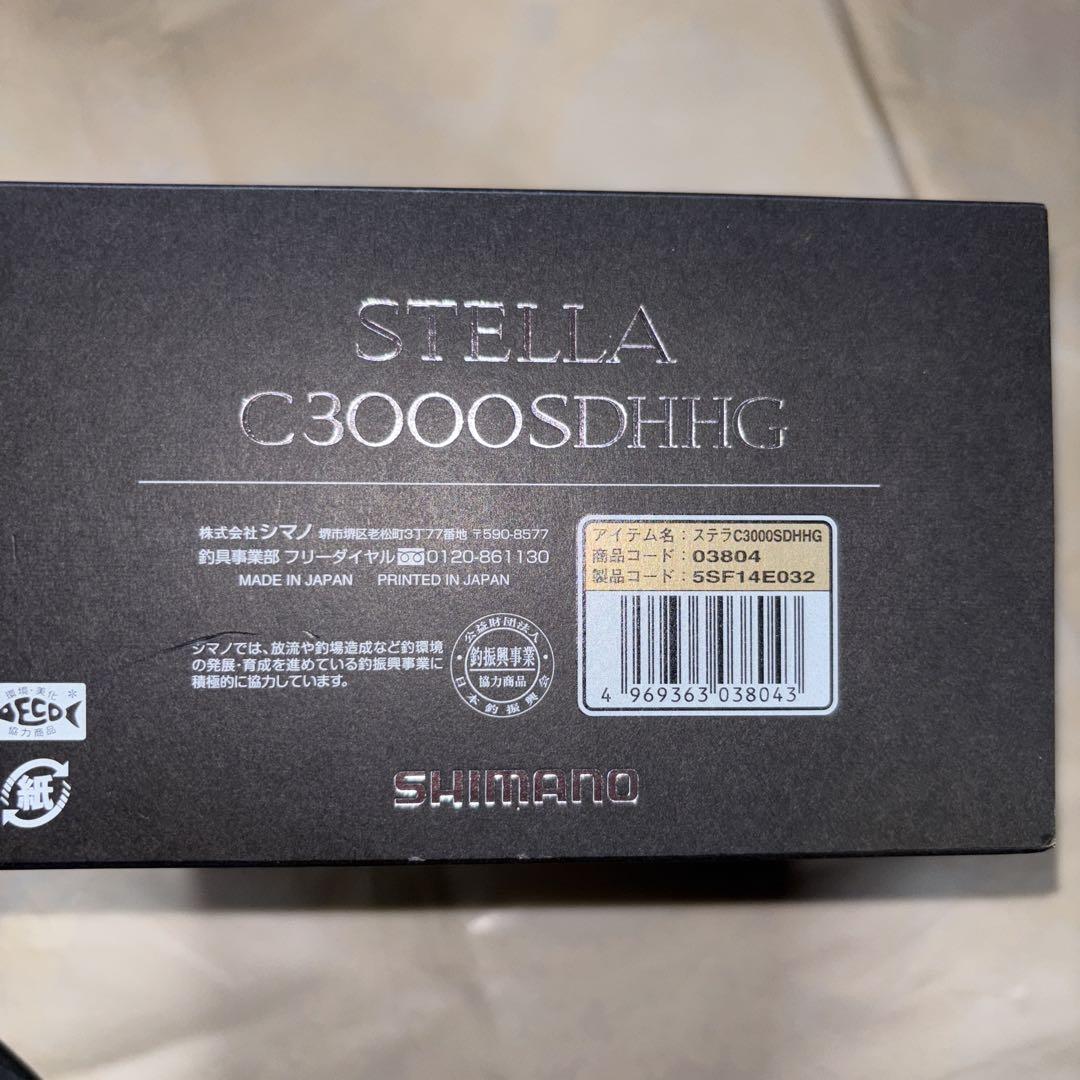 STELLA
C3000SDHHG
株式会社シマノ 堺市堺区老松町3丁77番地 〒590-8577
釣具事業部 フリーダイヤル 0120-861130
MADE IN JAPAN PRINTED IN JAPAN
アイテム名：ステラC3000SDHHG
商品コード：03804
製品コード：5SF14E032
4 969363 038043
シマノでは、放流や釣場造成など釣環境
の発展・育成を進めている釣振興事業に
積極的に協力しています。
公益財団法人
釣振興事業
協力商品
日本釣振興会
環境・美化
ECO
協力商品
紙
SHIMANO